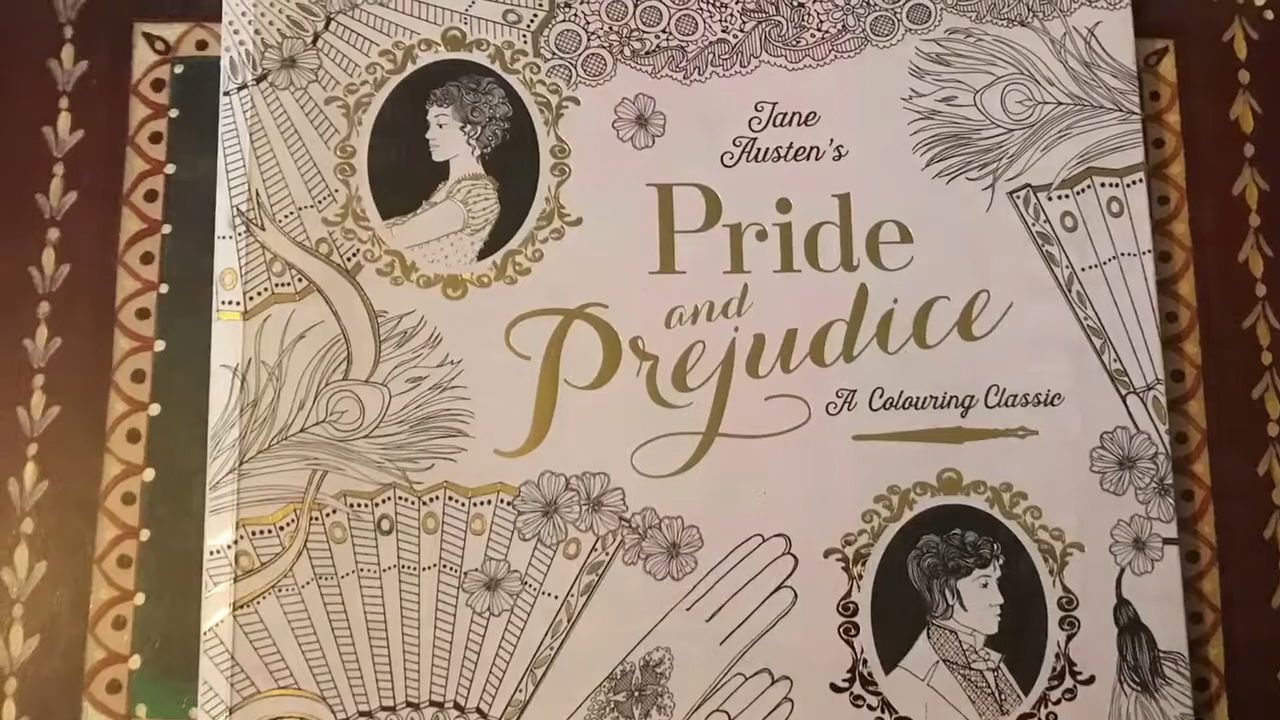 Jane
Austen's
Pride
and
Prejudice
A Colouring Classic